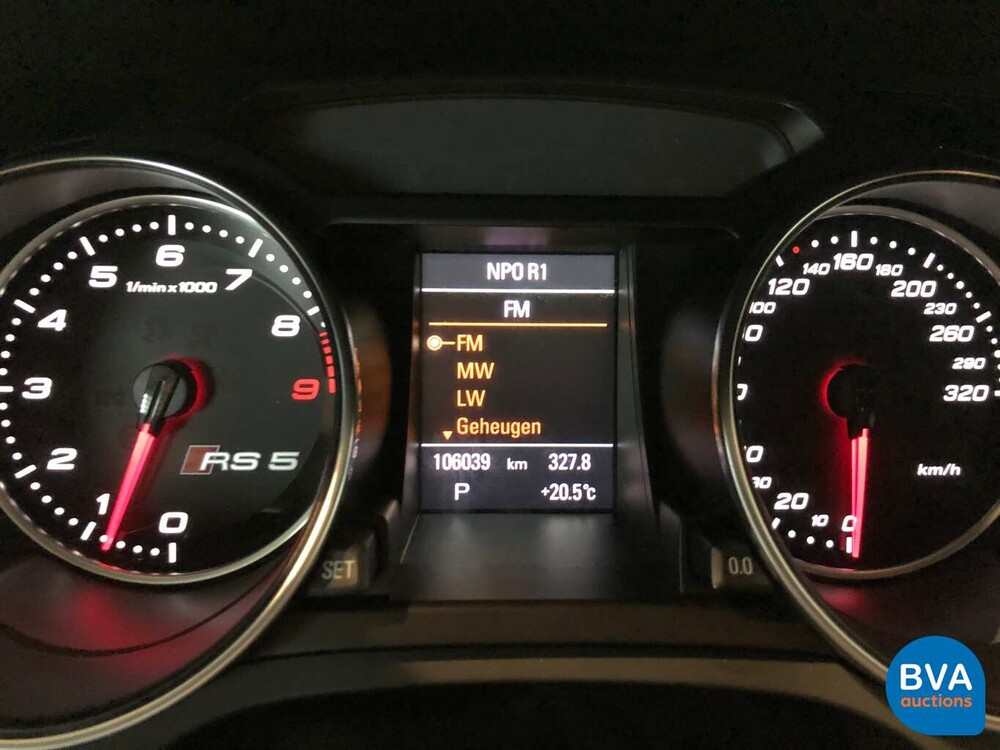 NPO R1
FM
FM
MW
LW
Geheugen
106039 km 327.8
P +20.5°c
0
1
2
3
4
5
6
7
8
9
1/min x 1000
RS 5
SET
0
10
20
100
120
140
160
180
200
230
260
290
320
km/h
0.0
BVA
auctions